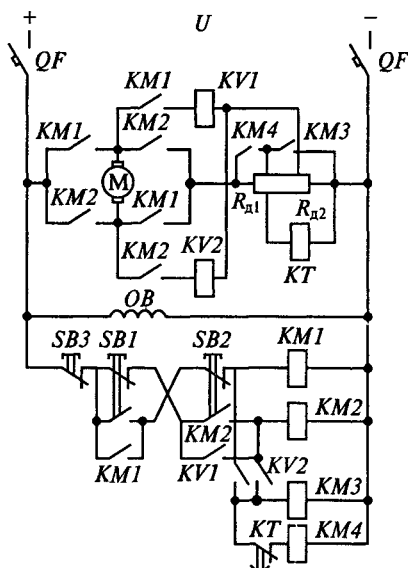 + U −
QF QF
KM1 KV1
KM1 KM2 KM4 KM3
M
KM2 KM1 Rд1 Rд2
KM2 KV2 KT
OB
SB3 SB1 SB2 KM1
KM2 KM2
KM1 KV1 KV2
KM3
KT KM4